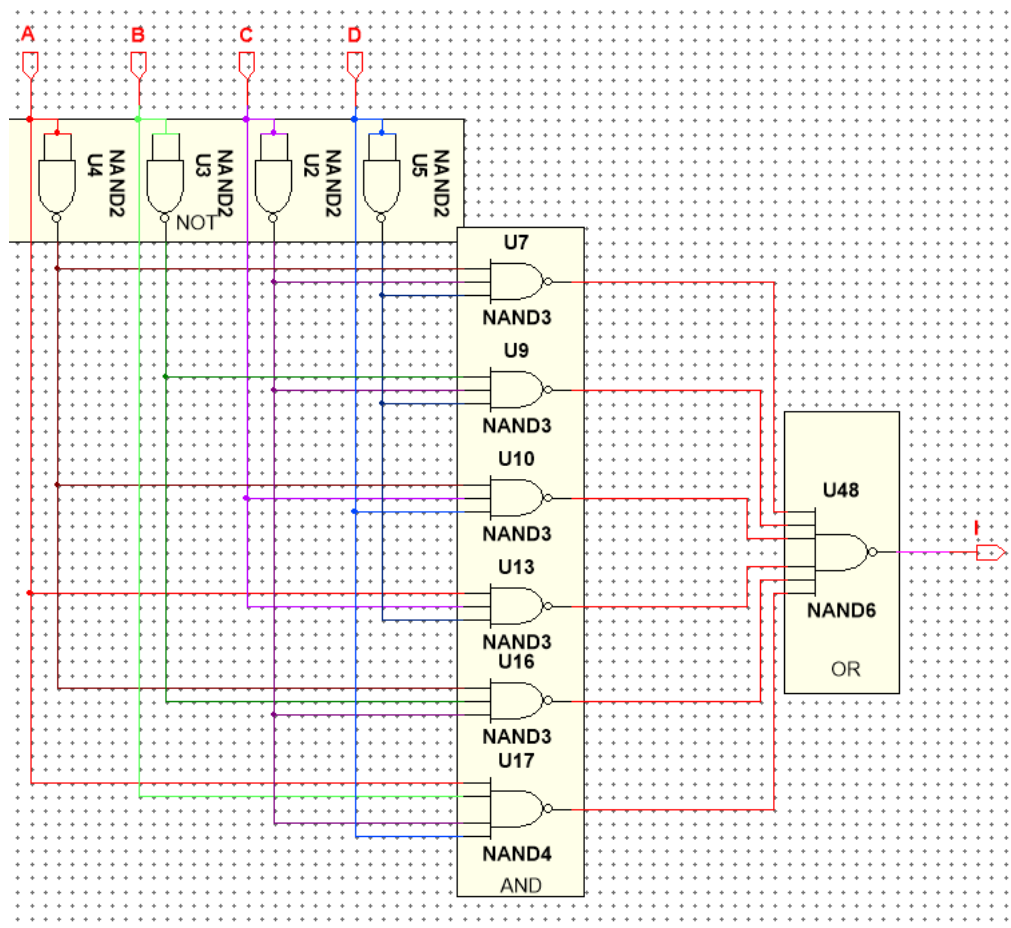 A
B
C
D
U4
NAND2
U3
NAND2
U2
NAND2
U5
NAND2
NOT
U7
NAND3
U9
NAND3
U10
NAND3
U13
NAND3
U16
NAND3
U17
NAND4
AND
U48
NAND6
OR
I